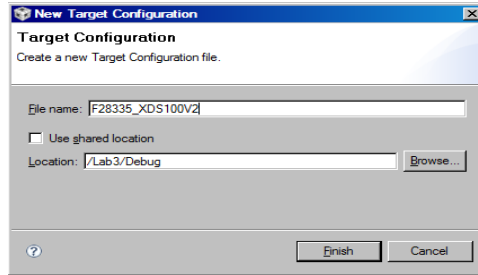 New Target Configuration
Target Configuration
Create a new Target Configuration file.
File name: F28335_XDS100V2
Use shared location
Location: /Lab3/Debug
Browse...
Finish
Cancel